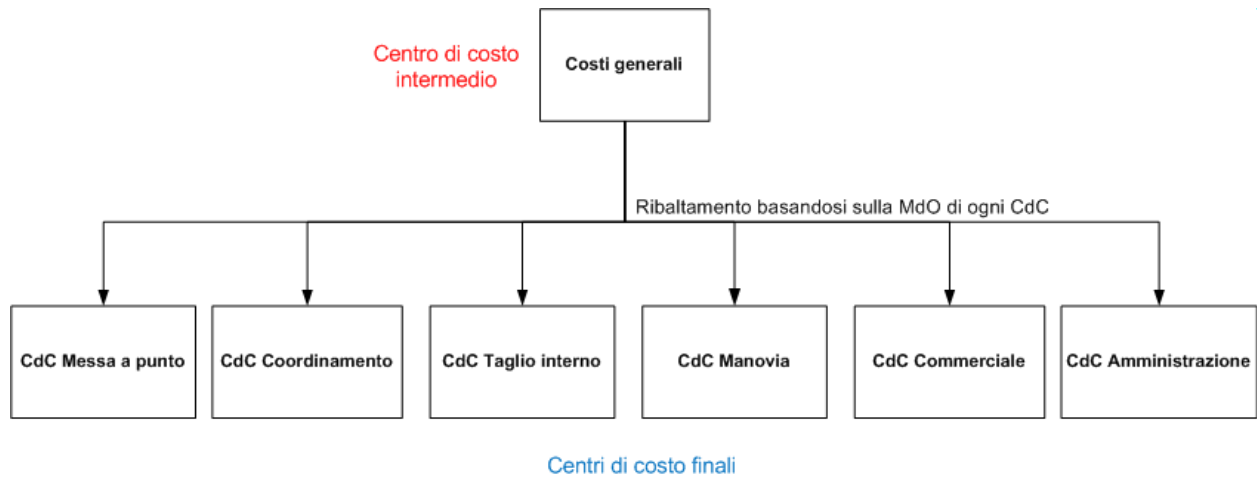 Centro di costo
intermedio
Costi generali
Ribaltamento basandosi sulla MdO di ogni CdC
CdC Messa a punto
CdC Coordinamento
CdC Taglio interno
CdC Manovia
CdC Commerciale
CdC Amministrazione
Centri di costo finali